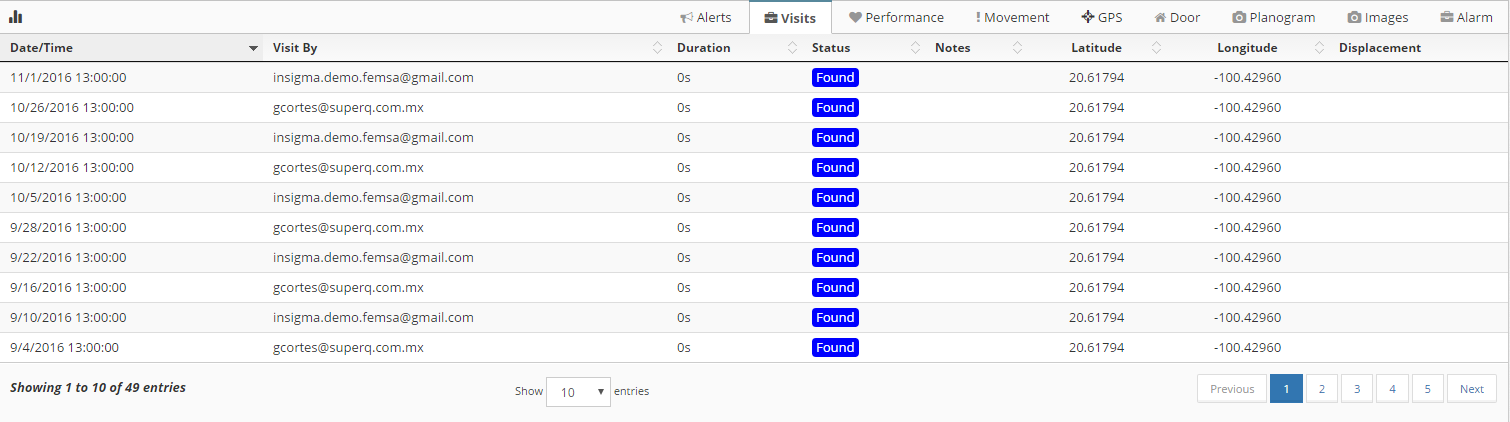 Alerts Visits Performance Movement GPS Door Planogram Images Alarm
Date/Time Visit By Duration Status Notes Latitude Longitude Displacement
11/1/2016 13:00:00 insigma.demo.femsa@gmail.com 0s Found 20.61794 -100.42960
10/26/2016 13:00:00 gcortes@superq.com.mx 0s Found 20.61794 -100.42960
10/19/2016 13:00:00 insigma.demo.femsa@gmail.com 0s Found 20.61794 -100.42960
10/12/2016 13:00:00 gcortes@superq.com.mx 0s Found 20.61794 -100.42960
10/5/2016 13:00:00 insigma.demo.femsa@gmail.com 0s Found 20.61794 -100.42960
9/28/2016 13:00:00 gcortes@superq.com.mx 0s Found 20.61794 -100.42960
9/22/2016 13:00:00 insigma.demo.femsa@gmail.com 0s Found 20.61794 -100.42960
9/16/2016 13:00:00 gcortes@superq.com.mx 0s Found 20.61794 -100.42960
9/10/2016 13:00:00 insigma.demo.femsa@gmail.com 0s Found 20.61794 -100.42960
9/4/2016 13:00:00 gcortes@superq.com.mx 0s Found 20.61794 -100.42960
Showing 1 to 10 of 49 entries Show 10 entries Previous 1 2 3 4 5 Next